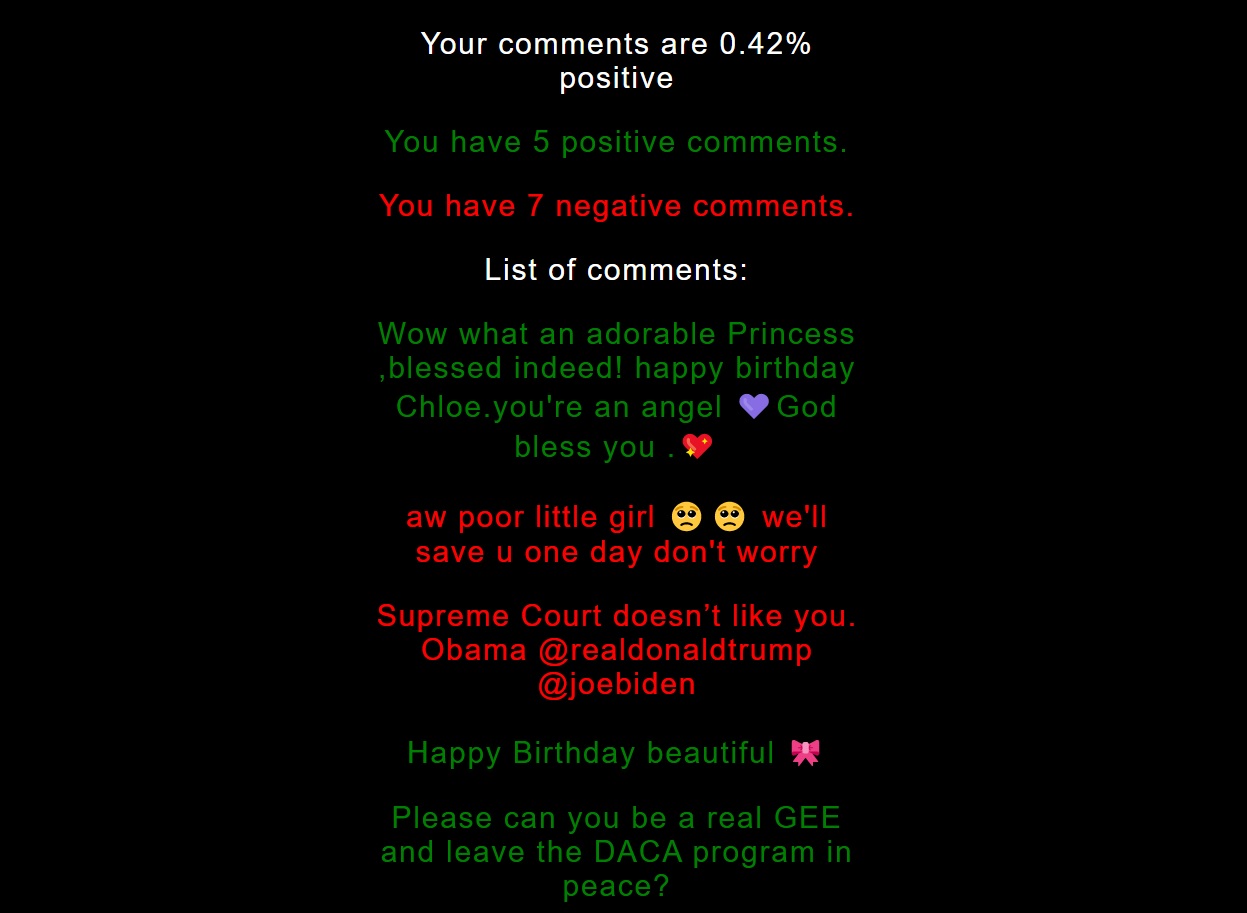 Your comments are 0.42%
positive
You have 5 positive comments.
You have 7 negative comments.
List of comments:
Wow what an adorable Princess
,blessed indeed! happy birthday
Chloe.you're an angel 💜God
bless you .💖
aw poor little girl 🥺🥺 we'll
save u one day don't worry
Supreme Court doesn’t like you.
Obama @realdonaldtrump
@joebiden
Happy Birthday beautiful 🎀
Please can you be a real GEE
and leave the DACA program in
peace?